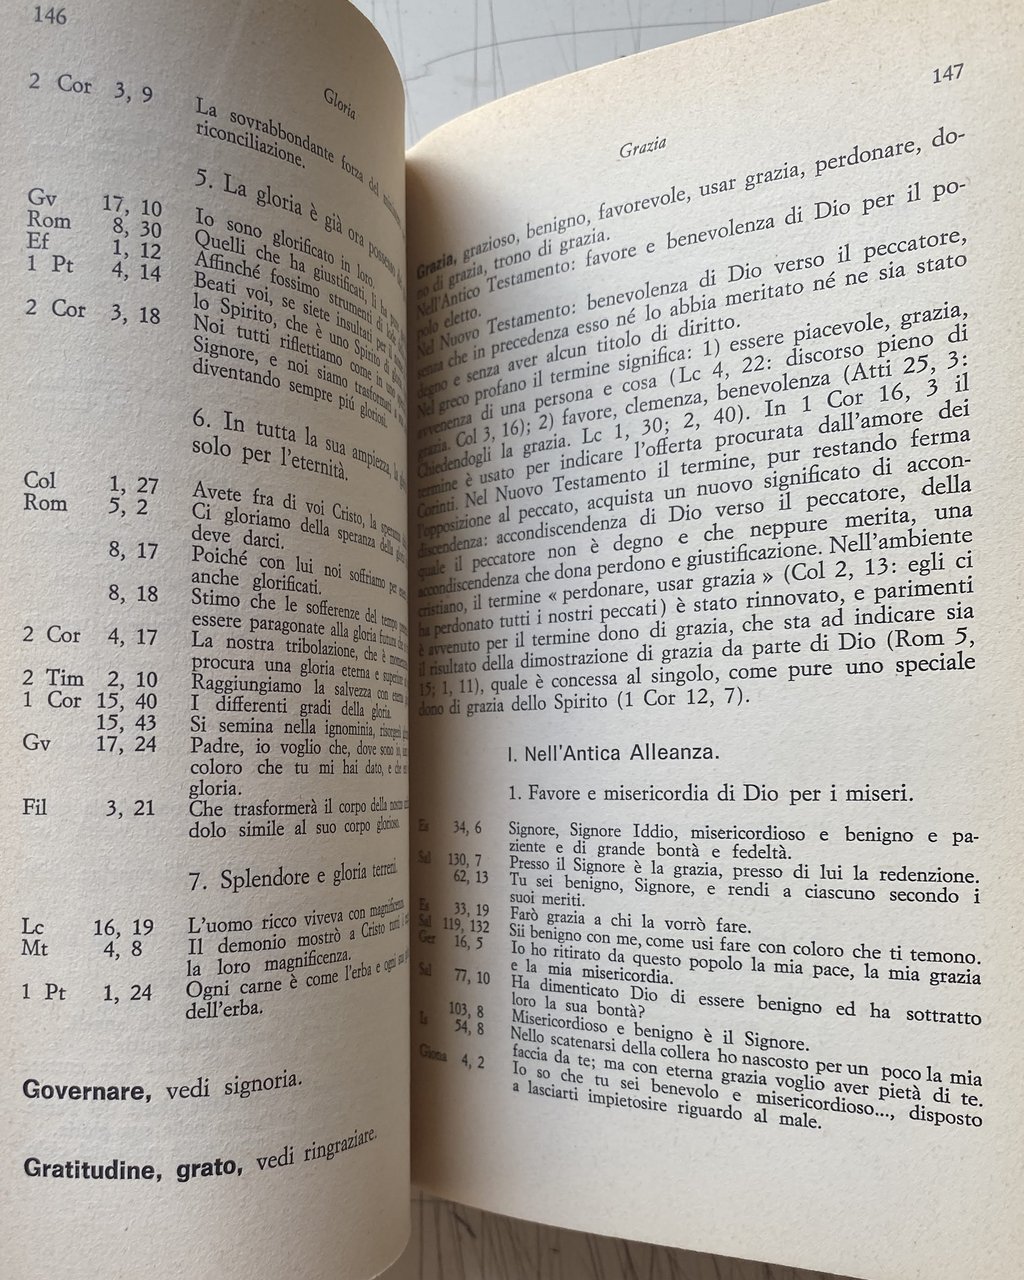 146
Gloria
2 Cor 3, 9 La sovrabbondante forza del
riconciliazione.
5. La gloria è già ora possesso
Gv 17, 10 Io sono glorificato in loro.
Rom 8, 30 Quelli che ha giustificati, li ha
Ef 1, 12 Affinché fossimo strumenti di
1 Pt 4, 14 Beati voi, se siete insultati per il
lo Spirito, che è uno Spirito di
2 Cor 3, 18 Noi tutti riflettiamo come in uno
Signore, e noi siamo trasformati
diventando sempre piú gloriosi.
6. In tutta la sua ampiezza, la
solo per l'eternità.
Col 1, 27 Avete fra di voi Cristo, la speranza
Rom 5, 2 Ci gloriamo della speranza della
deve darci.
8, 17 Poiché con lui noi soffriamo per
anche glorificati.
8, 18 Stimo che le sofferenze del tempo
essere paragonate alla gloria futura che
2 Cor 4, 17 La nostra tribolazione, che è
procura una gloria eterna e
2 Tim 2, 10 Raggiungiamo la salvezza con eterna
1 Cor 15, 40 I differenti gradi della gloria.
15, 43 Si semina nella ignominia,
Gv 17, 24 Padre, io voglio che, dove sono io,
coloro che tu mi hai dato, e che
gloria.
Fil 3, 21 Che trasformerà il corpo della nostra
dolo simile al suo corpo glorioso.
7. Splendore e gloria terreni.
Lc 16, 19 L'uomo ricco viveva con magnificenza.
Mt 4, 8 Il demonio mostrò a Cristo tutti i
la loro magnificenza.
1 Pt 1, 24 Ogni carne è come l'erba e ogni sua
dell'erba.
Governare, vedi signoria.
Gratitudine, grato, vedi ringraziare.
147
Grazia
Grazia, grazioso, benigno, favorevole, usar grazia, perdonare, do-
no di grazia, trono di grazia.
Nell'Antico Testamento: favore e benevolenza di Dio per il po-
polo eletto.
Nel Nuovo Testamento: benevolenza di Dio verso il peccatore,
senza che in precedenza esso né lo abbia meritato né ne sia stato
degno e senza aver alcun titolo di diritto.
Nel greco profano il termine significa: 1) essere piacevole, grazia,
avvenenza di una persona e cosa (Lc 4, 22: discorso pieno di
grazia. Col 3, 16); 2) favore, clemenza, benevolenza (Atti 25, 3:
Chiedendogli la grazia. Lc 1, 30; 2, 40). In 1 Cor 16, 3 il
termine è usato per indicare l'offerta procurata dall'amore dei
Corinti. Nel Nuovo Testamento il termine, pur restando ferma
l'opposizione al peccato, acquista un nuovo significato di accon-
discendenza: accondiscendenza di Dio verso il peccatore, della
quale il peccatore non è degno e che neppure merita, una
accondiscendenza che dona perdono e giustificazione. Nell'ambiente
cristiano, il termine « perdonare, usar grazia » (Col 2, 13: egli ci
ha perdonato tutti i nostri peccati) è stato rinnovato, e parimenti
è avvenuto per il termine dono di grazia, che sta ad indicare sia
il risultato della dimostrazione di grazia da parte di Dio (Rom 5,
15; 1, 11), quale è concessa al singolo, come pure uno speciale
dono di grazia dello Spirito (1 Cor 12, 7).
I. Nell'Antica Alleanza.
1. Favore e misericordia di Dio per i miseri.
Es 34, 6 Signore, Signore Iddio, misericordioso e benigno e pa-
ziente e di grande bontà e fedeltà.
Sal 130, 7 Presso il Signore è la grazia, presso di lui la redenzione.
62, 13 Tu sei benigno, Signore, e rendi a ciascuno secondo i
suoi meriti.
Es 33, 19 Farò grazia a chi la vorrò fare.
Sal 119, 132 Sii benigno con me, come usi fare con coloro che ti temono.
Ger 16, 5 Io ho ritirato da questo popolo la mia pace, la mia grazia
e la mia misericordia.
Sal 77, 10 Ha dimenticato Dio di essere benigno ed ha sottratto
loro la sua bontà?
103, 8 Misericordioso e benigno è il Signore.
Is 54, 8 Nello scatenarsi della collera ho nascosto per un poco la mia
faccia da te; ma con eterna grazia voglio aver pietà di te.
Giona 4, 2 Io so che tu sei benevolo e misericordioso..., disposto
a lasciarti impietosire riguardo al male.